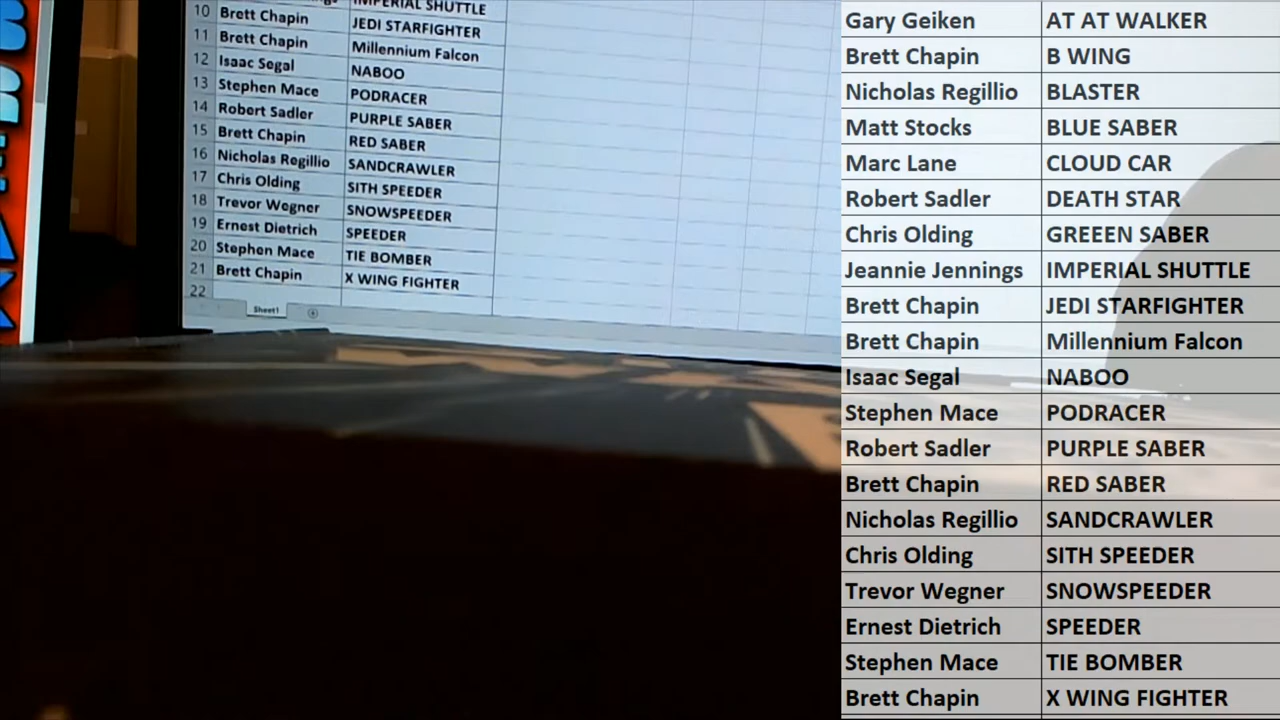 IMPERIAL SHUTTLE
10 Brett Chapin JEDI STARFIGHTER
11 Brett Chapin Millennium Falcon
12 Isaac Segal NABOO
13 Stephen Mace PODRACER
14 Robert Sadler PURPLE SABER
15 Brett Chapin RED SABER
16 Nicholas Regillio SANDCRAWLER
17 Chris Olding SITH SPEEDER
18 Trevor Wegner SNOWSPEEDER
19 Ernest Dietrich SPEEDER
20 Stephen Mace TIE BOMBER
21 Brett Chapin X WING FIGHTER
22
Sheet1
Gary Geiken AT AT WALKER
Brett Chapin B WING
Nicholas Regillio BLASTER
Matt Stocks BLUE SABER
Marc Lane CLOUD CAR
Robert Sadler DEATH STAR
Chris Olding GREEEN SABER
Jeannie Jennings IMPERIAL SHUTTLE
Brett Chapin JEDI STARFIGHTER
Brett Chapin Millennium Falcon
Isaac Segal NABOO
Stephen Mace PODRACER
Robert Sadler PURPLE SABER
Brett Chapin RED SABER
Nicholas Regillio SANDCRAWLER
Chris Olding SITH SPEEDER
Trevor Wegner SNOWSPEEDER
Ernest Dietrich SPEEDER
Stephen Mace TIE BOMBER
Brett Chapin X WING FIGHTER